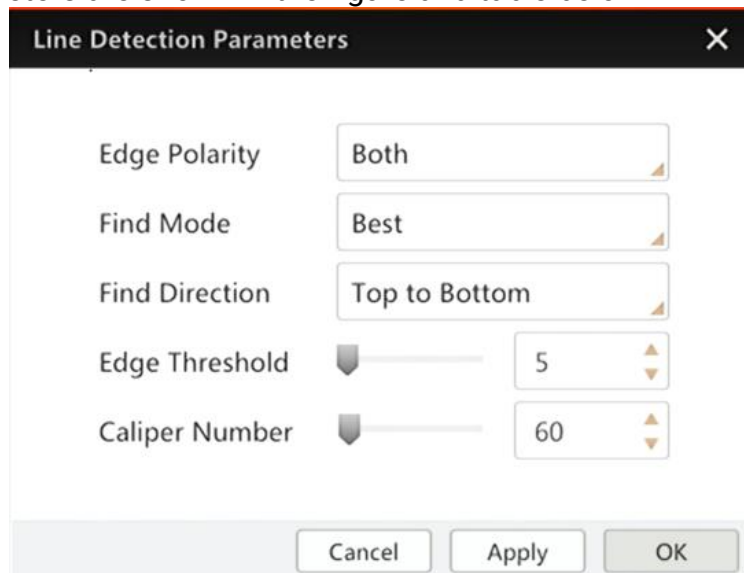 Line Detection Parameters
Edge Polarity Both
Find Mode Best
Find Direction Top to Bottom
Edge Threshold 5
Caliper Number 60
Cancel Apply OK